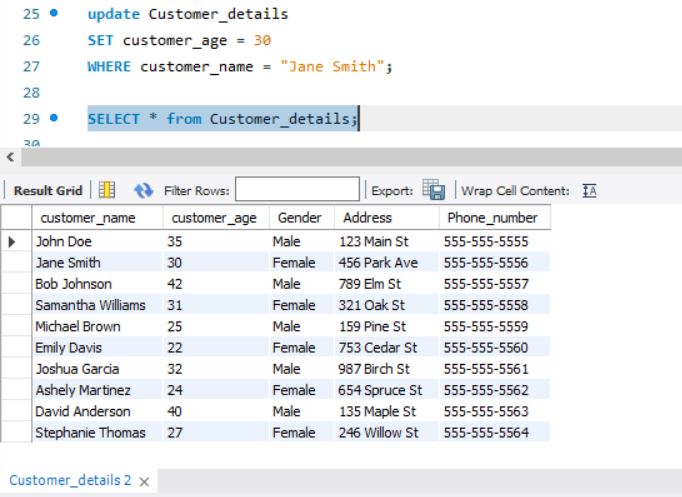 25 update Customer_details
26 SET customer_age = 30
27 WHERE customer_name = "Jane Smith";
28
29 SELECT * from Customer_details;
30
Result Grid Filter Rows: Export: Wrap Cell Content: IA
customer_name customer_age Gender Address Phone_number
John Doe 35 Male 123 Main St 555-555-5555
Jane Smith 30 Female 456 Park Ave 555-555-5556
Bob Johnson 42 Male 789 Elm St 555-555-5557
Samantha Williams 31 Female 321 Oak St 555-555-5558
Michael Brown 25 Male 159 Pine St 555-555-5559
Emily Davis 22 Female 753 Cedar St 555-555-5560
Joshua Garcia 32 Male 987 Birch St 555-555-5561
Ashely Martinez 24 Female 654 Spruce St 555-555-5562
David Anderson 40 Male 135 Maple St 555-555-5563
Stephanie Thomas 27 Female 246 Willow St 555-555-5564
Customer_details 2